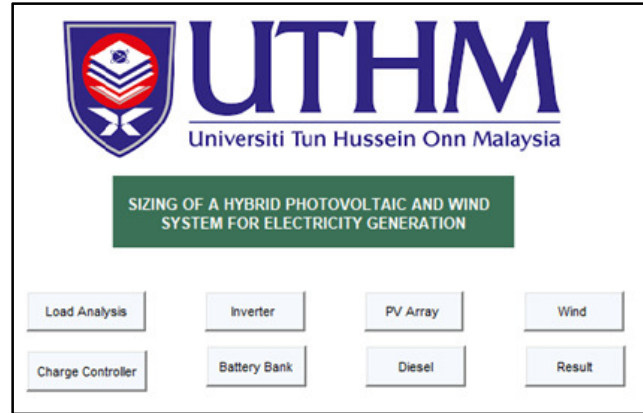 UTHM
Universiti Tun Hussein Onn Malaysia
SIZING OF A HYBRID PHOTOVOLTAIC AND WIND
SYSTEM FOR ELECTRICITY GENERATION
Load Analysis
Inverter
PV Array
Wind
Charge Controller
Battery Bank
Diesel
Result